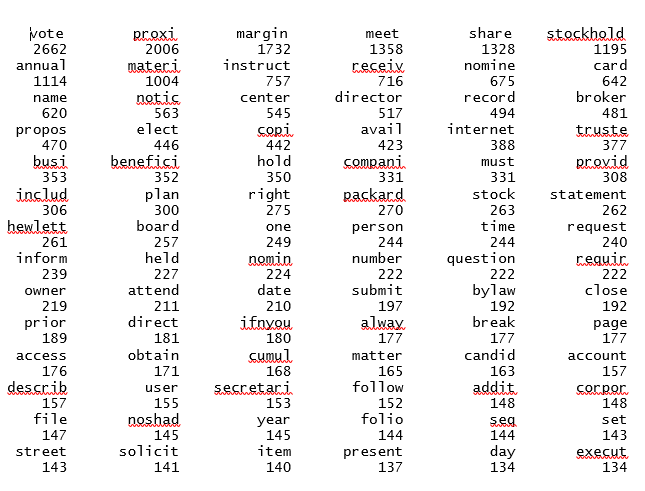 vote proxi margin meet share stockhold
2662 2006 1732 1358 1328 1195
annual materi instruct receiv nomine card
1114 1004 757 716 675 642
name notic center director record broker
620 563 545 517 494 481
propos elect copi avail internet truste
470 446 442 423 388 377
busi benefici hold compani must provid
353 352 350 331 331 308
includ plan right packard stock statement
306 300 275 270 263 262
hewlett board one person time request
261 257 249 244 244 240
inform held nomin number question requir
239 227 224 222 222 222
owner attend date submit bylaw close
219 211 210 197 192 192
prior direct ifnyou alway break page
189 181 180 177 177 177
access obtain cumul matter candid account
176 171 168 165 163 157
describ user secretari follow addit corpor
157 155 153 152 148 148
file noshad year folio seq set
147 145 145 144 144 143
street solicit item present day execut
143 141 140 137 134 134